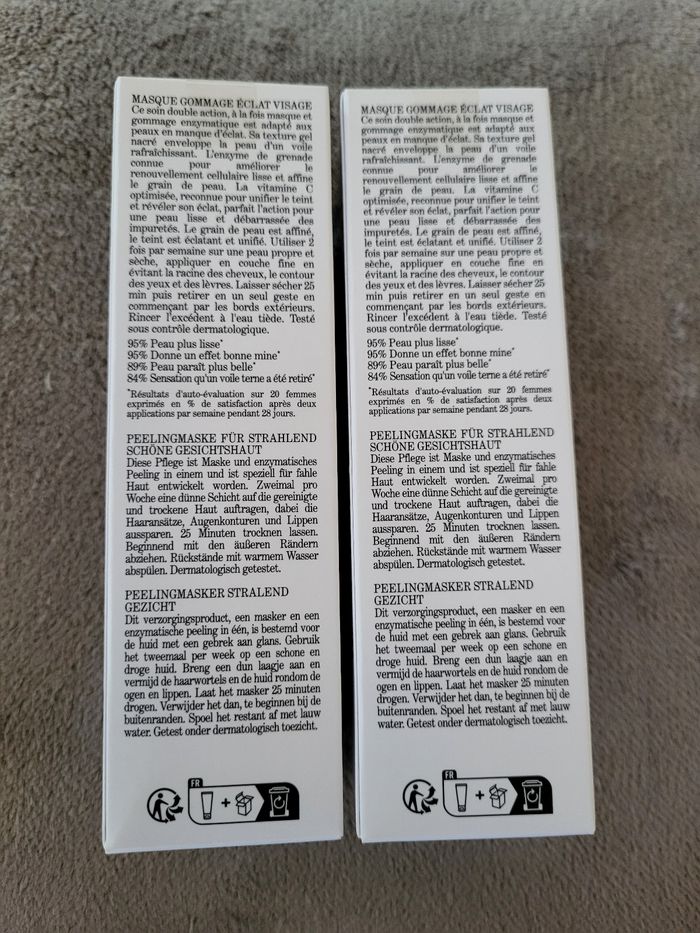 MASQUE GOMMAGE ÉCLAT VISAGE
Ce soin double action, à la fois masque et
gommage enzymatique est adapté aux
peaux en manque d'éclat. Sa texture gel
nacré enveloppe la peau d'un voile
rafraîchissant. L'enzyme de grenade
connue pour améliorer le
renouvellement cellulaire lisse et affine
le grain de peau. La vitamine C
optimisée, reconnue pour unifier le teint
et révéler son éclat, parfait l'action pour
une peau lisse et débarrassée des
impuretés. Le grain de peau est affiné,
le teint est éclatant et unifié. Utiliser 2
fois par semaine sur une peau propre et
sèche, appliquer en couche fine en
évitant la racine des cheveux, le contour
des yeux et des lèvres. Laisser sécher 25
min puis retirer en un seul geste en
commençant par les bords extérieurs.
Rincer l'excédent à l'eau tiède. Testé
sous contrôle dermatologique.
95% Peau plus lisse*
95% Donne un effet bonne mine*
89% Peau paraît plus belle*
84% Sensation qu'un voile terne a été retiré*
*Résultats d'auto-évaluation sur 20 femmes
exprimés en % de satisfaction après deux
applications par semaine pendant 28 jours.
PEELINGMASKE FÜR STRAHLEND
SCHÖNE GESICHTSHAUT
Diese Pflege ist Maske und enzymatisches
Peeling in einem und ist speziell für fahle
Haut entwickelt worden. Zweimal pro
Woche eine dünne Schicht auf die gereinigte
und trockene Haut auftragen, dabei die
Haaransätze, Augenkonturen und Lippen
aussparen. 25 Minuten trocknen lassen.
Beginnend mit den äußeren Rändern
abziehen. Rückstände mit warmem Wasser
abspülen. Dermatologisch getestet.
PEELINGMASKER STRALEND
GEZICHT
Dit verzorgingsproduct, een masker en een
enzymatische peeling in één, is bestemd voor
de huid met een gebrek aan glans. Gebruik
het tweemaal per week op een schone en
droge huid. Breng een dun laagje aan en
vermijd de haarwortels en de huid rondom de
ogen en lippen. Laat het masker 25 minuten
drogen. Verwijder het dan, te beginnen bij de
buitenranden. Spoel het restant af met lauw
water. Getest onder dermatologisch toezicht.
FR
MASQUE GOMMAGE ÉCLAT VISAGE
Ce soin double action, à la fois masque et
gommage enzymatique est adapté aux
peaux en manque d'éclat. Sa texture gel
nacré enveloppe la peau d'un voile
rafraîchissant. L'enzyme de grenade
connue pour améliorer le
renouvellement cellulaire lisse et affine
le grain de peau. La vitamine C
optimisée, reconnue pour unifier le teint
et révéler son éclat, parfait l'action pour
une peau lisse et débarrassée des
impuretés. Le grain de peau est affiné,
le teint est éclatant et unifié. Utiliser 2
fois par semaine sur une peau propre et
sèche, appliquer en couche fine en
évitant la racine des cheveux, le contour
des yeux et des lèvres. Laisser sécher 25
min puis retirer en un seul geste en
commençant par les bords extérieurs.
Rincer l'excédent à l'eau tiède. Testé
sous contrôle dermatologique.
95% Peau plus lisse*
95% Donne un effet bonne mine*
89% Peau paraît plus belle*
84% Sensation qu'un voile terne a été retiré*
*Résultats d'auto-évaluation sur 20 femmes
exprimés en % de satisfaction après deux
applications par semaine pendant 28 jours.
PEELINGMASKE FÜR STRAHLEND
SCHÖNE GESICHTSHAUT
Diese Pflege ist Maske und enzymatisches
Peeling in einem und ist speziell für fahle
Haut entwickelt worden. Zweimal pro
Woche eine dünne Schicht auf die gereinigte
und trockene Haut auftragen, dabei die
Haaransätze, Augenkonturen und Lippen
aussparen. 25 Minuten trocknen lassen.
Beginnend mit den äußeren Rändern
abziehen. Rückstände mit warmem Wasser
abspülen. Dermatologisch getestet.
PEELINGMASKER STRALEND
GEZICHT
Dit verzorgingsproduct, een masker en een
enzymatische peeling in één, is bestemd voor
de huid met een gebrek aan glans. Gebruik
het tweemaal per week op een schone en
droge huid. Breng een dun laagje aan en
vermijd de haarwortels en de huid rondom de
ogen en lippen. Laat het masker 25 minuten
drogen. Verwijder het dan, te beginnen bij de
buitenranden. Spoel het restant af met lauw
water. Getest onder dermatologisch toezicht.
FR